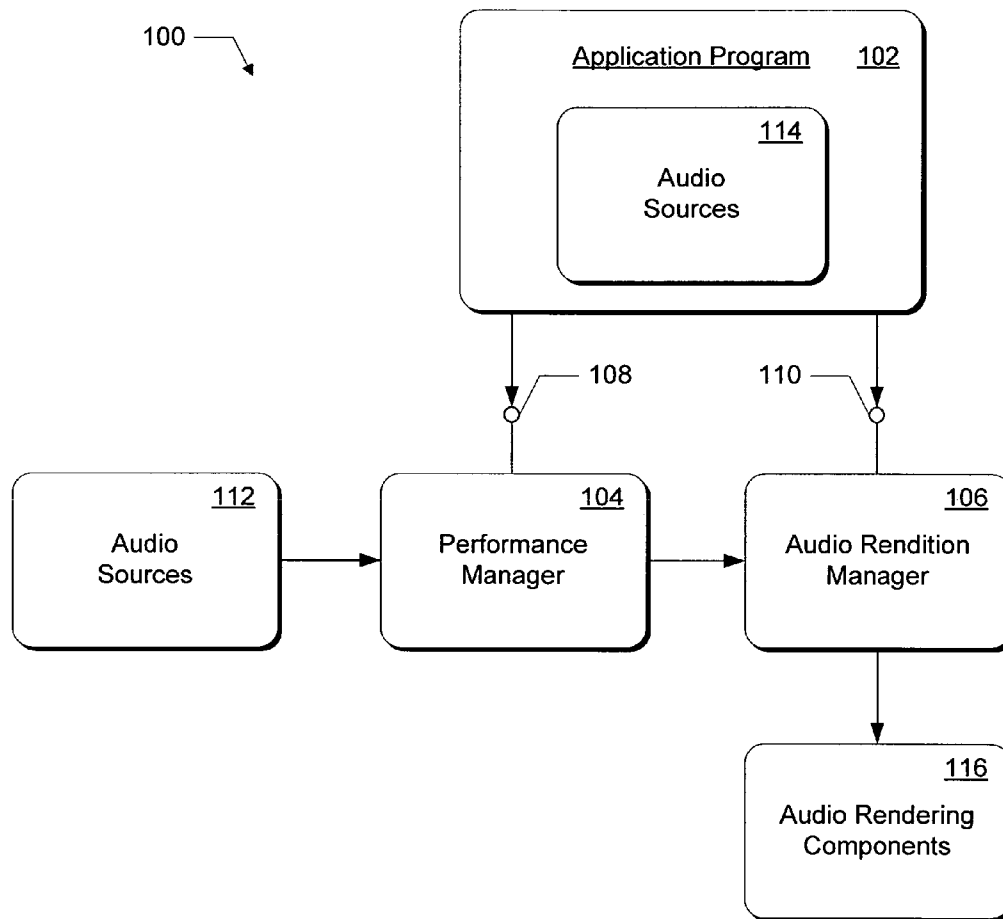 100
Application Program 102
114
Audio
Sources
108
110
112
Audio
Sources
104
Performance
Manager
106
Audio Rendition
Manager
116
Audio Rendering
Components